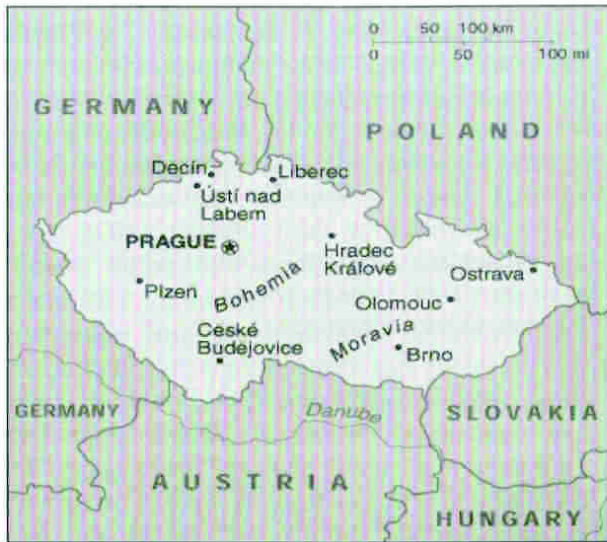 0 50 100 km
0 50 100 mi
GERMANY
POLAND
Decín
Liberec
Ústí nad
Labem
PRAGUE
Hradec
Králové
Ostrava
Plzen
Bohemia
Olomouc
Ceské
Budejovice
Moravia
Brno
GERMANY
Danube
SLOVAKIA
AUSTRIA
HUNGARY